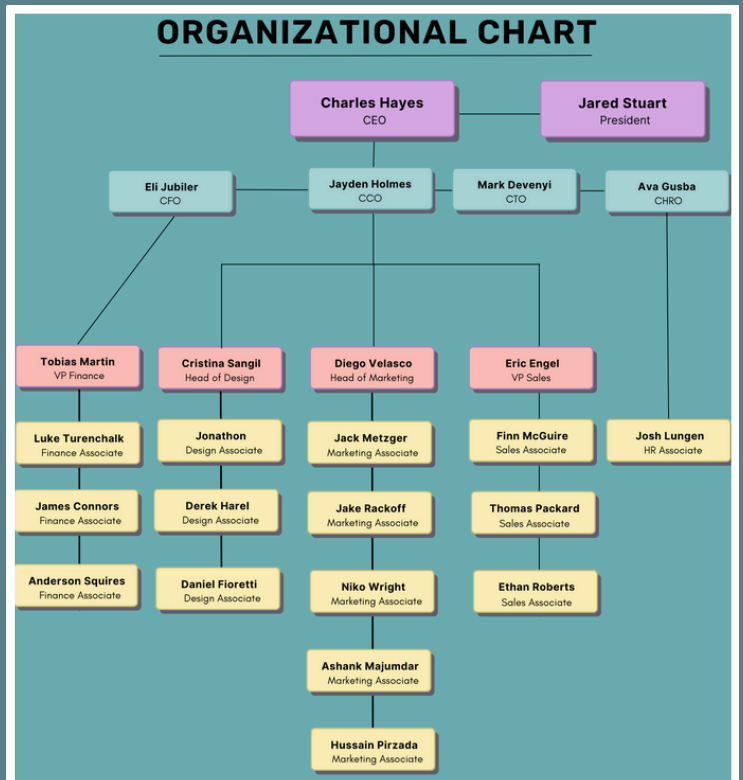 ORGANIZATIONAL CHART
Charles Hayes
CEO
Jared Stuart
President
Eli Jubiler
CFO
Jayden Holmes
CCO
Mark Devenyi
CTO
Ava Gusba
CHRO
Tobias Martin
VP Finance
Cristina Sangil
Head of Design
Diego Velasco
Head of Marketing
Eric Engel
VP Sales
Luke Turenchalk
Finance Associate
Jonathon
Design Associate
Jack Metzger
Marketing Associate
Finn McGuire
Sales Associate
Josh Lungen
HR Associate
James Connors
Finance Associate
Derek Harel
Design Associate
Jake Rackoff
Marketing Associate
Thomas Packard
Sales Associate
Anderson Squires
Finance Associate
Daniel Fioretti
Design Associate
Niko Wright
Marketing Associate
Ethan Roberts
Sales Associate
Ashank Majumdar
Marketing Associate
Hussain Pirzada
Marketing Associate